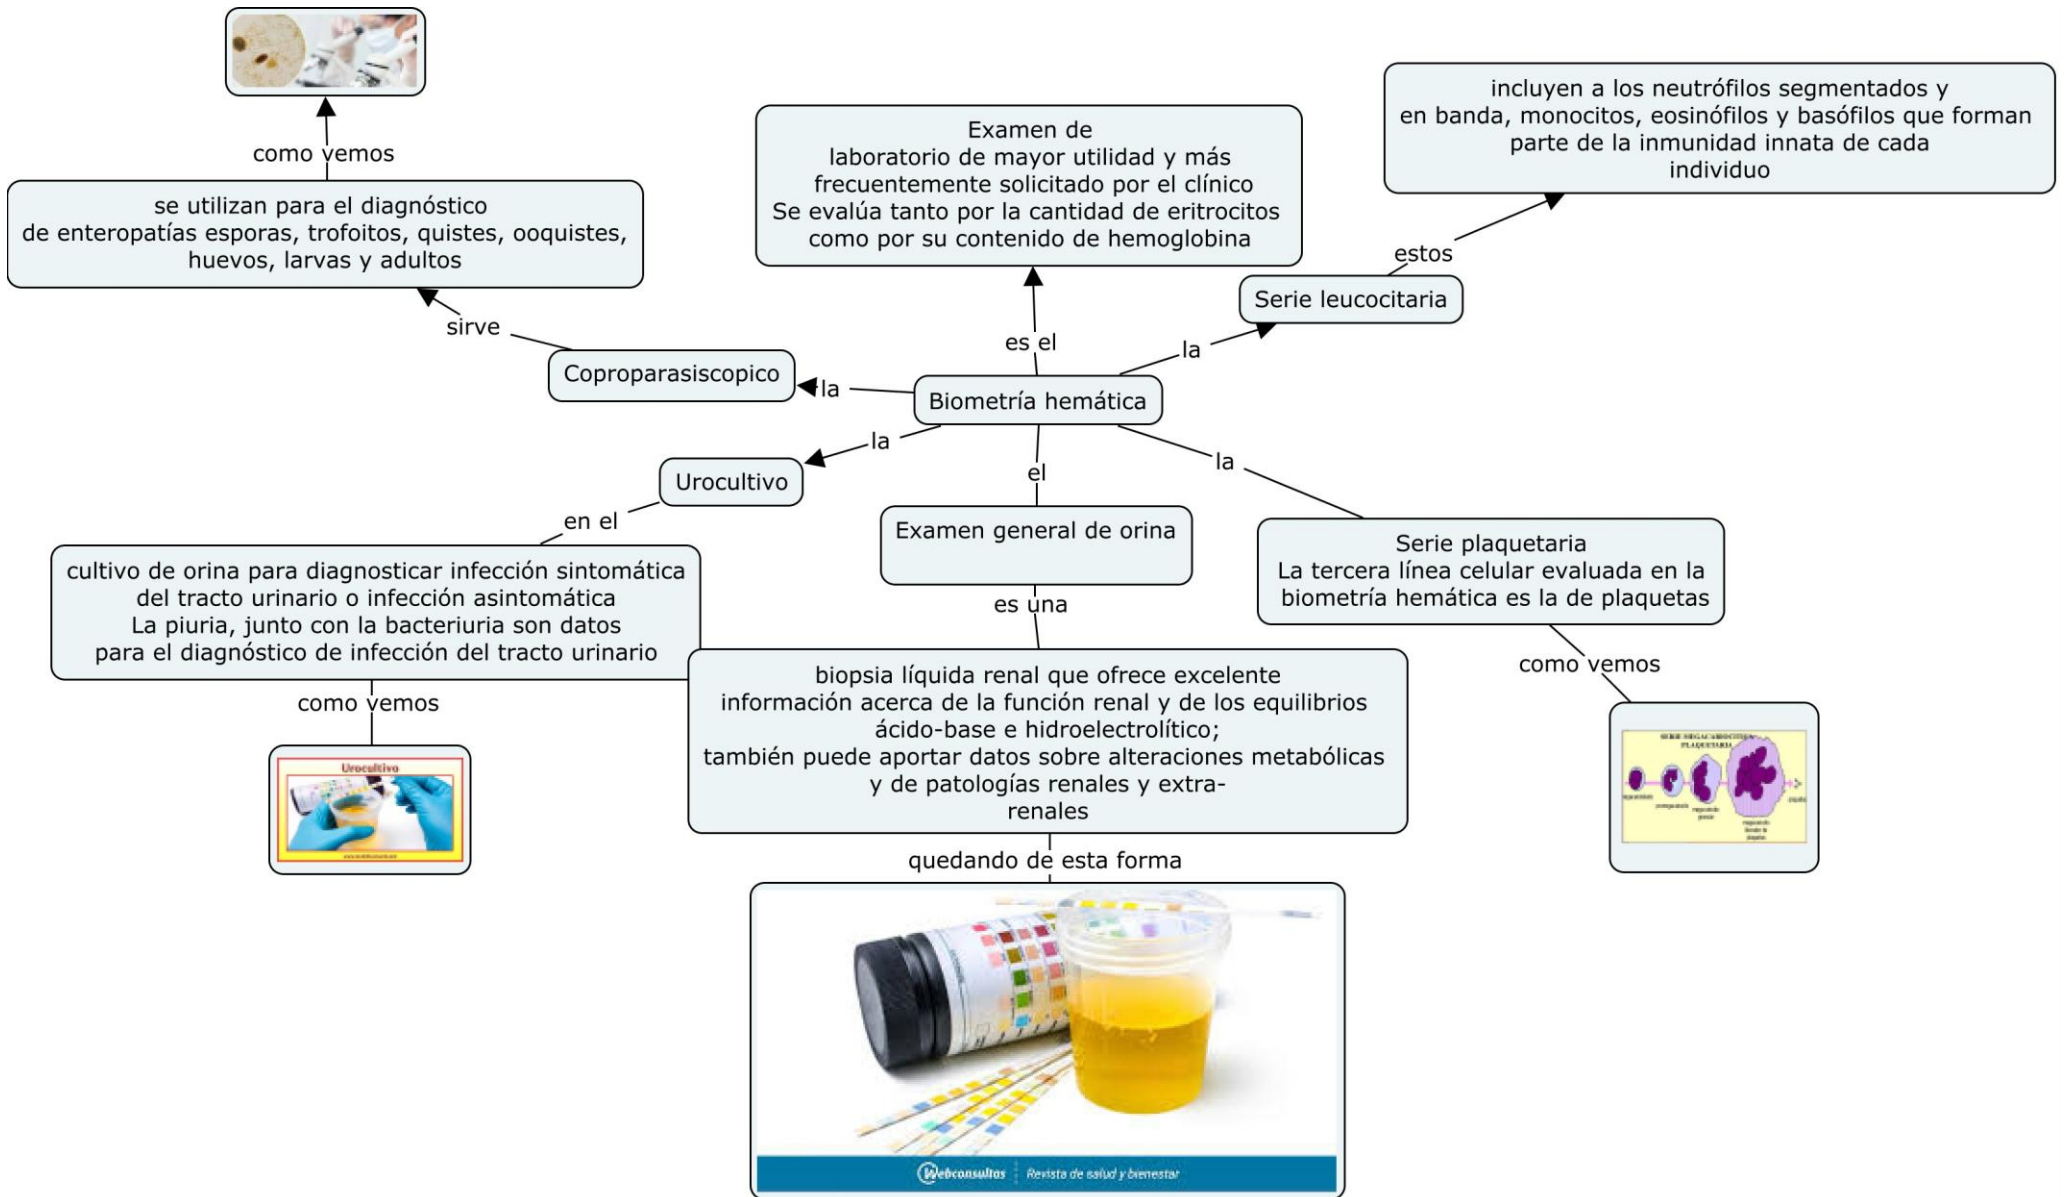 como vemos
se utilizan para el diagnóstico
de enteropatías esporas, trofoitos, quistes, ooquistes,
huevos, larvas y adultos
sirve
Coproparasiscopico
la
Examen de
laboratorio de mayor utilidad y más
frecuentemente solicitado por el clínico
Se evalúa tanto por la cantidad de eritrocitos
como por su contenido de hemoglobina
es el
Biometría hemática
incluyen a los neutrófilos segmentados y
en banda, monocitos, eosinófilos y basófilos que forman
parte de la inmunidad innata de cada
individuo
estos
Serie leucocitaria
la
la
Urocultivo
en el
cultivo de orina para diagnosticar infección sintomática
del tracto urinario o infección asintomática
La piuria, junto con la bacteriuria son datos
para el diagnóstico de infección del tracto urinario
como vemos
Urocultivo
el
Examen general de orina
es una
biopsia líquida renal que ofrece excelente
información acerca de la función renal y de los equilibrios
ácido-base e hidroelectrolítico;
también puede aportar datos sobre alteraciones metabólicas
y de patologías renales y extra-
renales
quedando de esta forma
Webconsultas
Revista de salud y bienestar
la
Serie plaquetaria
La tercera línea celular evaluada en la
biometría hemática es la de plaquetas
como vemos
SERIE MEGACARIOCITICA
PLAQUETARIA